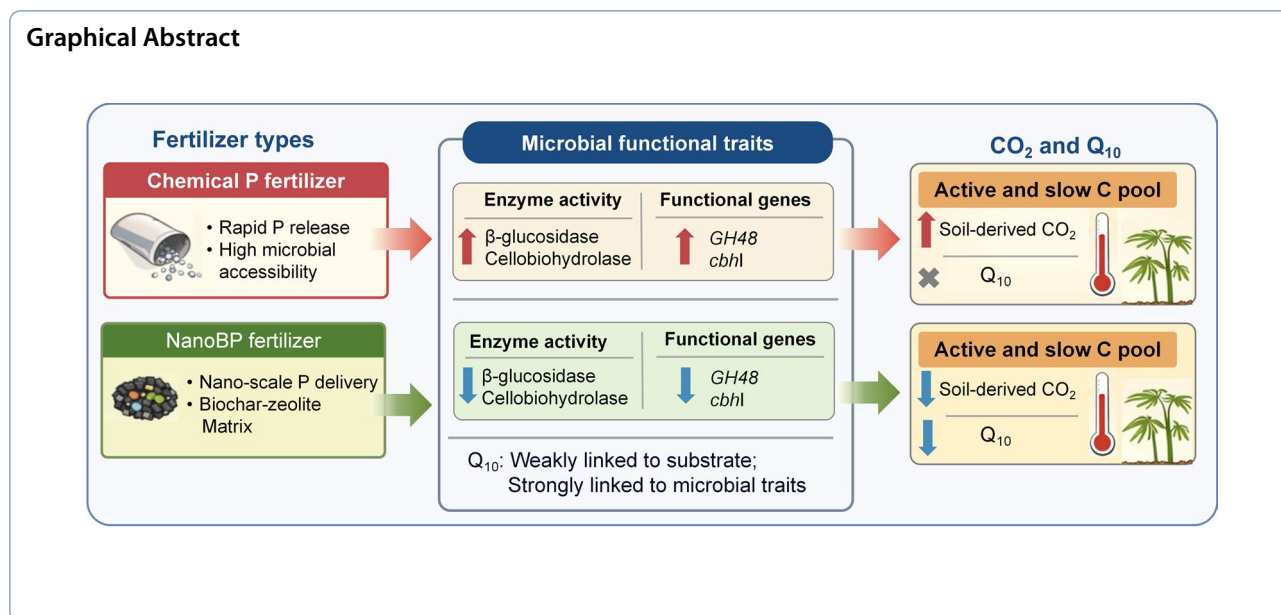 Graphical Abstract
Fertilizer types
Chemical P fertilizer
• Rapid P release
• High microbial
accessibility
NanoBP fertilizer
• Nano-scale P delivery
• Biochar-zeolite
Matrix
Microbial functional traits
Enzyme activity
β-glucosidase
Cellobiohydrolase
Functional genes
GH48
cbhI
Enzyme activity
β-glucosidase
Cellobiohydrolase
Functional genes
GH48
cbhI
Q₁₀: Weakly linked to substrate;
Strongly linked to microbial traits
CO₂ and Q₁₀
Active and slow C pool
Soil-derived CO₂
Q₁₀
Active and slow C pool
Soil-derived CO₂
Q₁₀